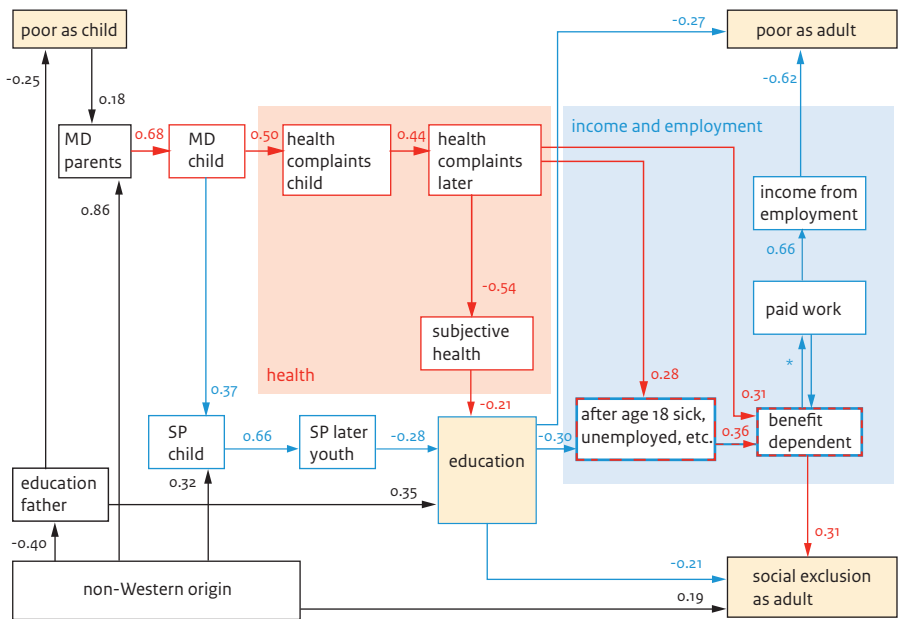 poor as child
-0.27
poor as adult
-0.25
0.18
-0.62
MD
parents
0.68
MD
child
0.50
health
complaints
child
0.44
health
complaints
later
income and employment
income from
employment
0.86
0.66
-0.54
paid work
subjective
health
*
health
0.37
0.28
0.31
-0.21
SP
child
0.66
SP later
youth
-0.28
education
-0.30
after age 18 sick,
unemployed, etc.
0.36
benefit
dependent
education
father
0.32
0.35
-0.40
0.31
-0.21
non-Western origin
0.19
social exclusion
as adult